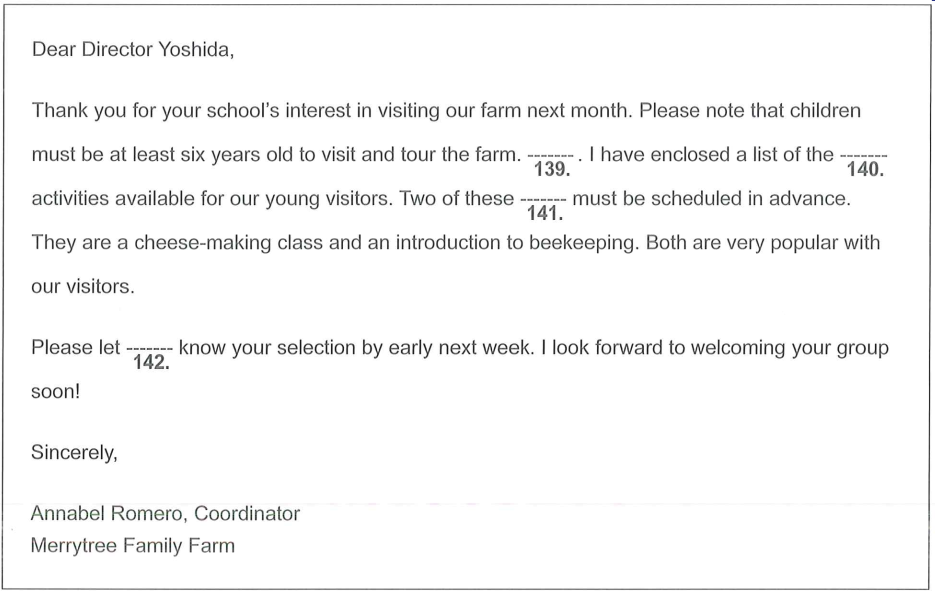 Dear Director Yoshida,
Thank you for your school's interest in visiting our farm next month. Please note that children
must be at least six years old to visit and tour the farm. ------- . I have enclosed a list of the -------
139. 140.
activities available for our young visitors. Two of these ------- must be scheduled in advance.
141.
They are a cheese-making class and an introduction to beekeeping. Both are very popular with
our visitors.
Please let ------- know your selection by early next week. I look forward to welcoming your group
142.
soon!
Sincerely,
Annabel Romero, Coordinator
Merrytree Family Farm